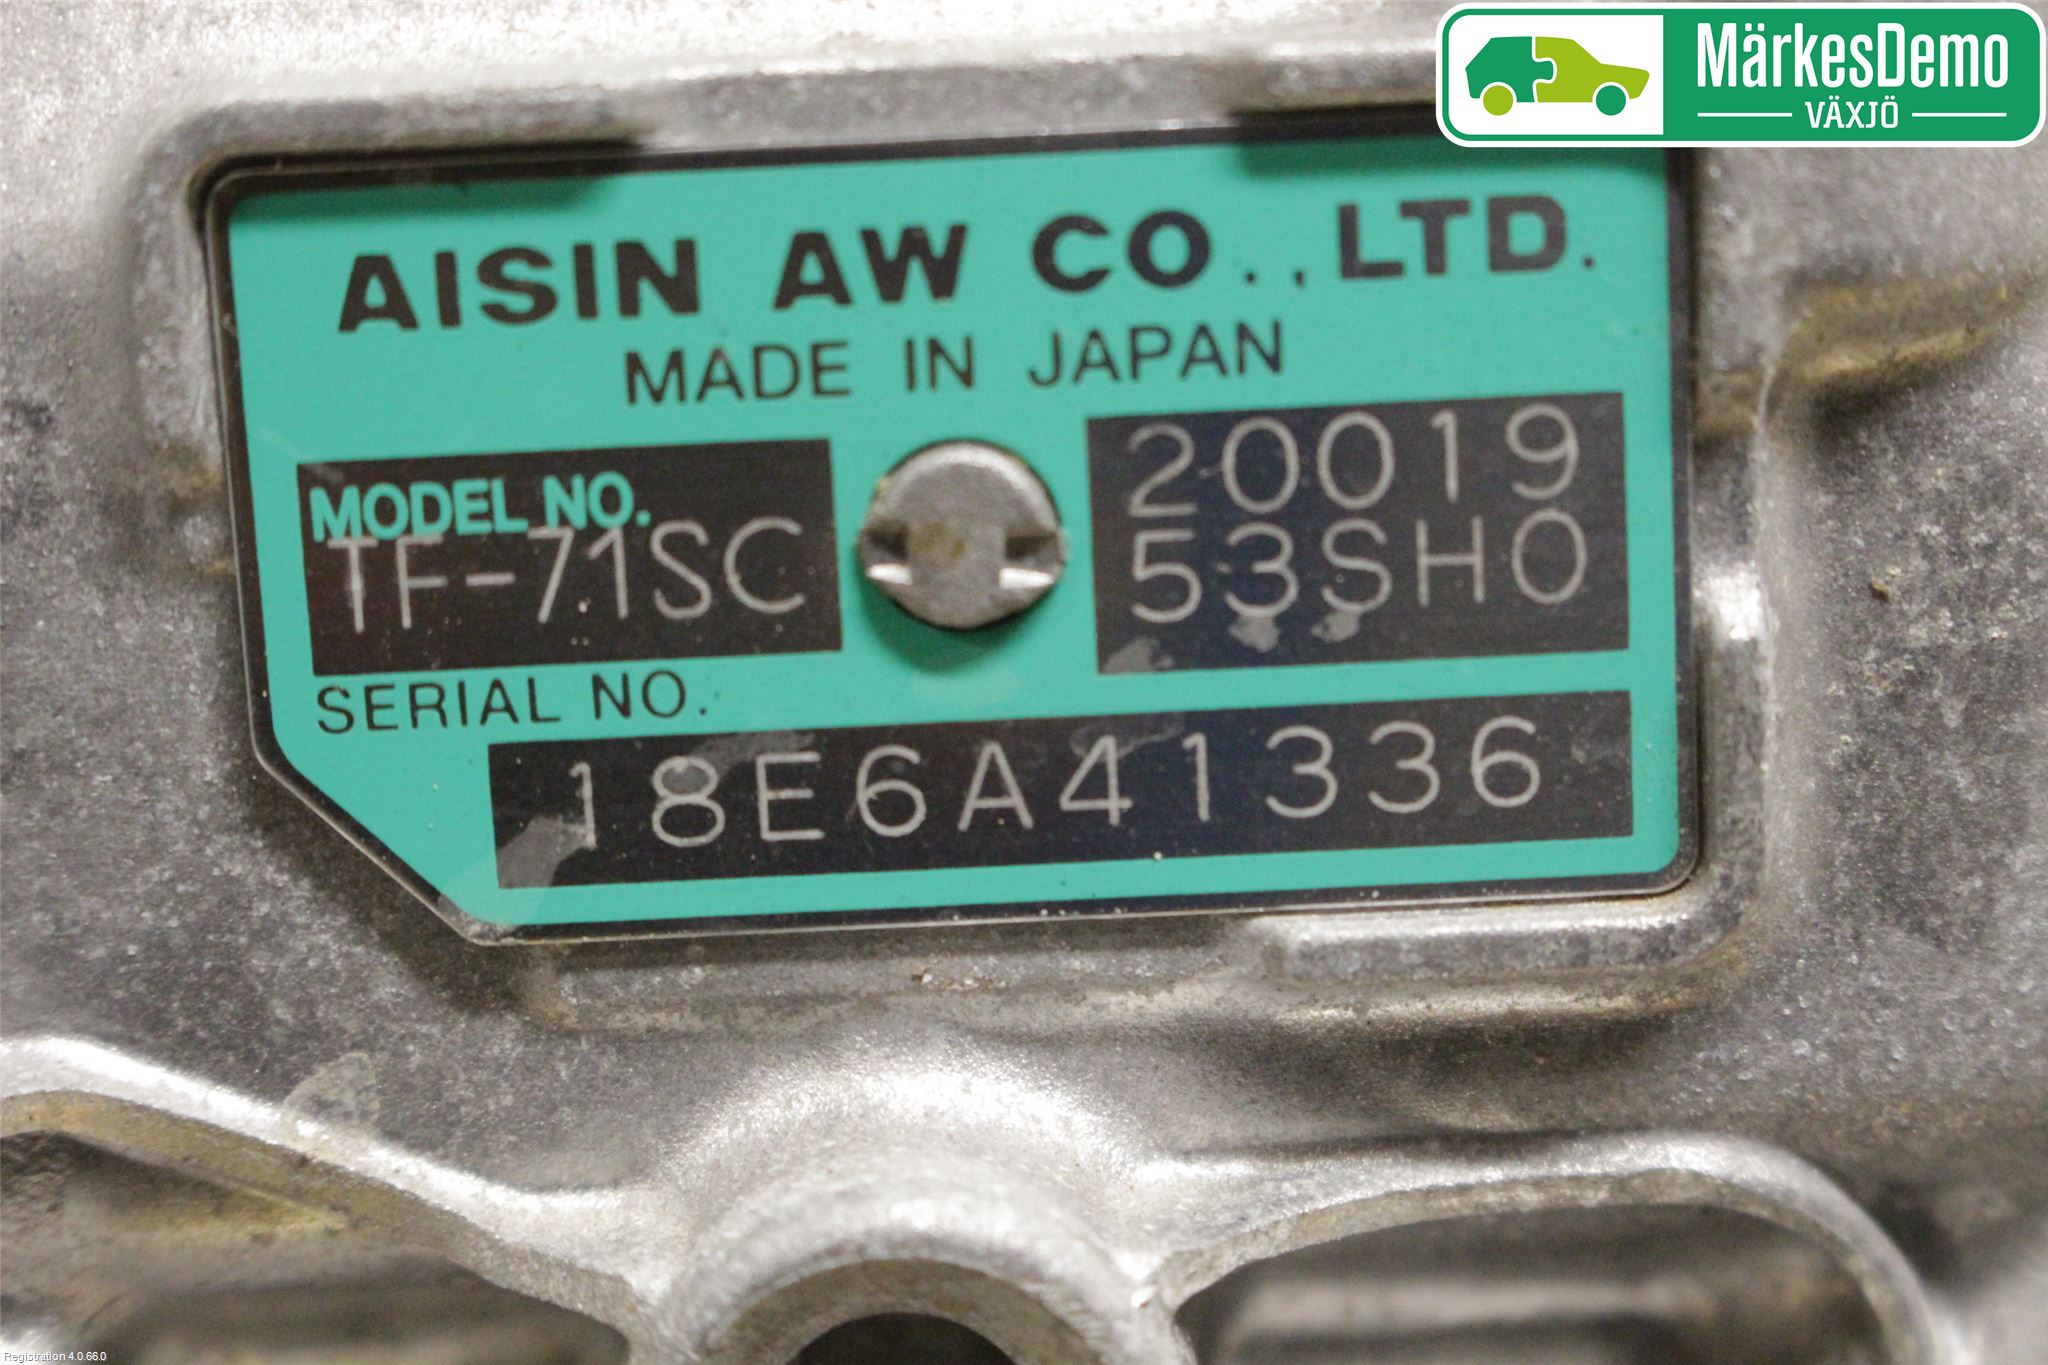 MärkesDemo
VÄXJÖ
AISIN AW CO., LTD.
MADE IN JAPAN
MODEL NO.
TF-71SC
20019
53SH0
SERIAL NO.
18E6A41336
Registration 4.0.66.0